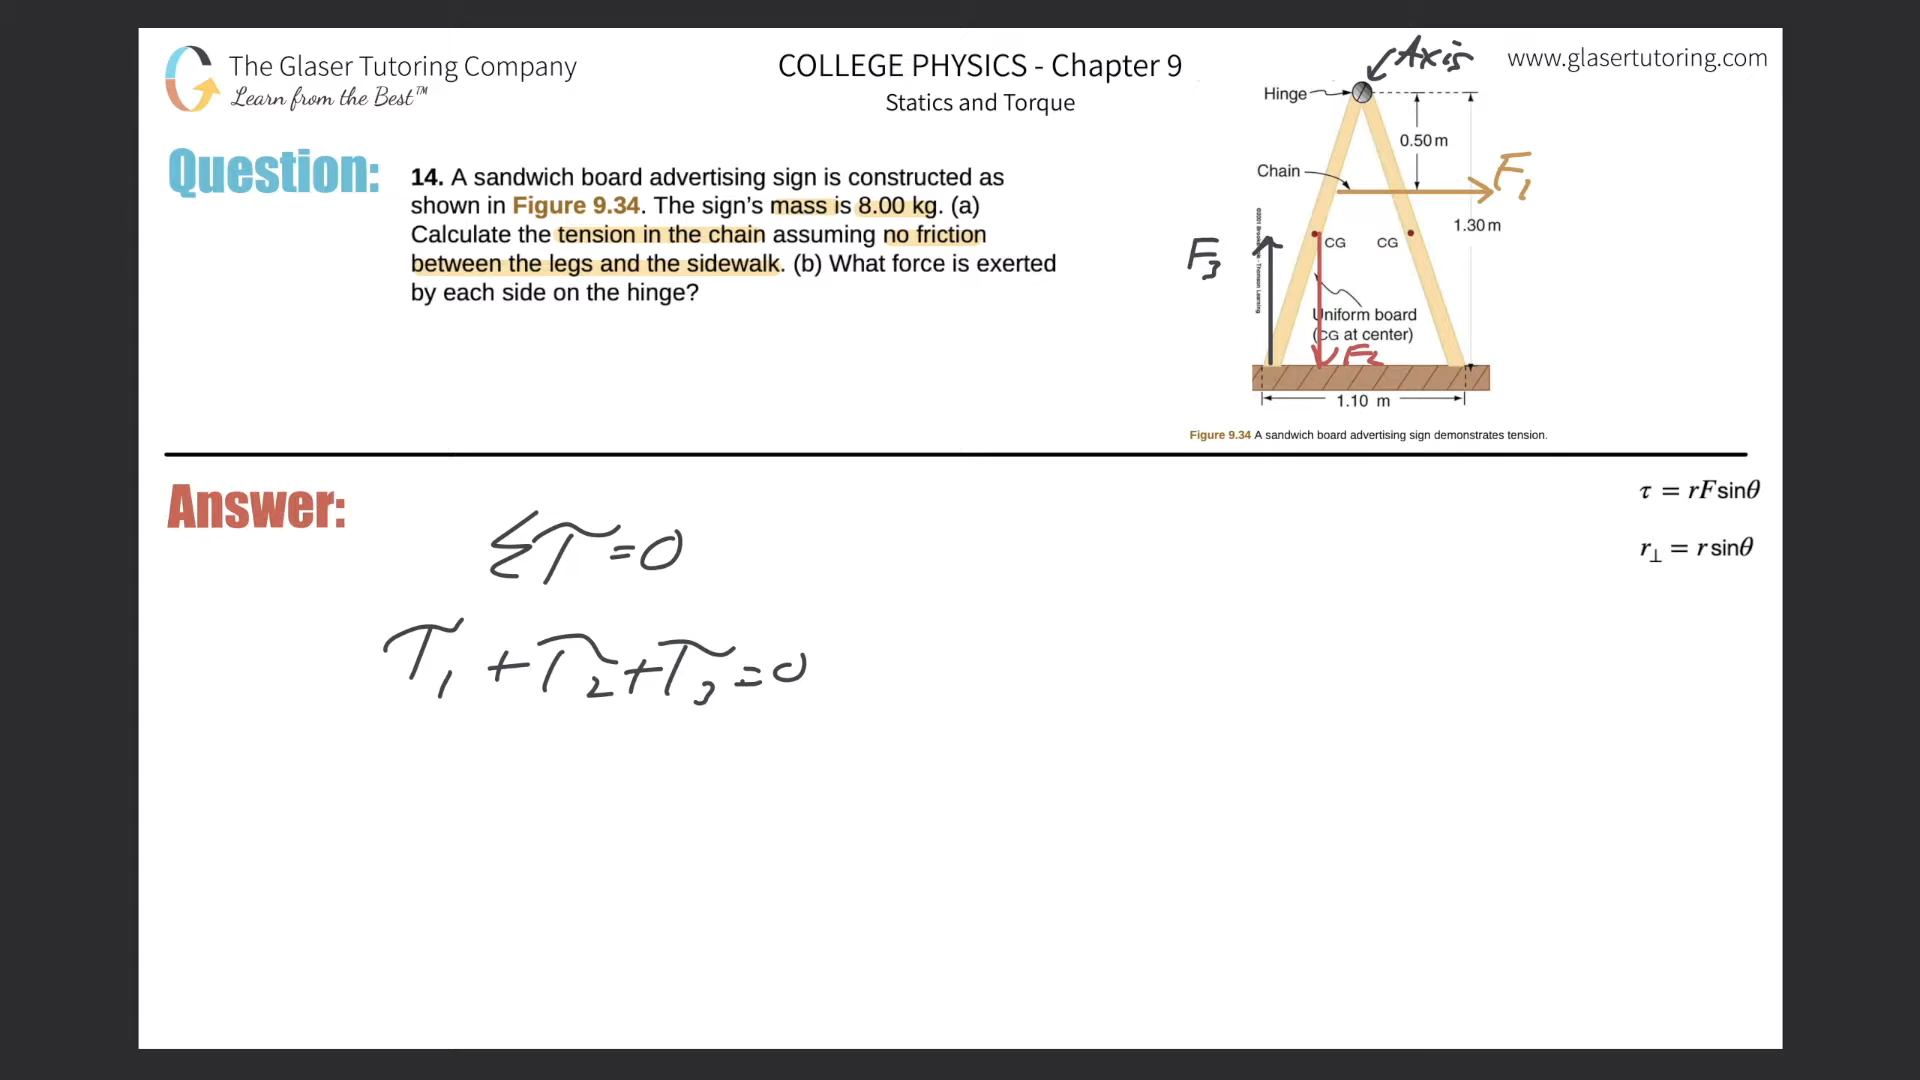 The Glaser Tutoring Company
Learn from the Best™
COLLEGE PHYSICS - Chapter 9
Statics and Torque
www.glasertutoring.com
Question:
14. A sandwich board advertising sign is constructed as
shown in Figure 9.34. The sign's mass is 8.00 kg. (a)
Calculate the tension in the chain assuming no friction
between the legs and the sidewalk. (b) What force is exerted
by each side on the hinge?
Axis
Hinge
0.50 m
Chain
F₁
1.30 m
F₃
CG CG
Uniform board
(CG at center)
F₂
1.10 m
Figure 9.34 A sandwich board advertising sign demonstrates tension.
Answer:
τ = rF sinθ
r⊥ = r sinθ
Στ=0
τ₁ + τ₂ + τ₃ = 0